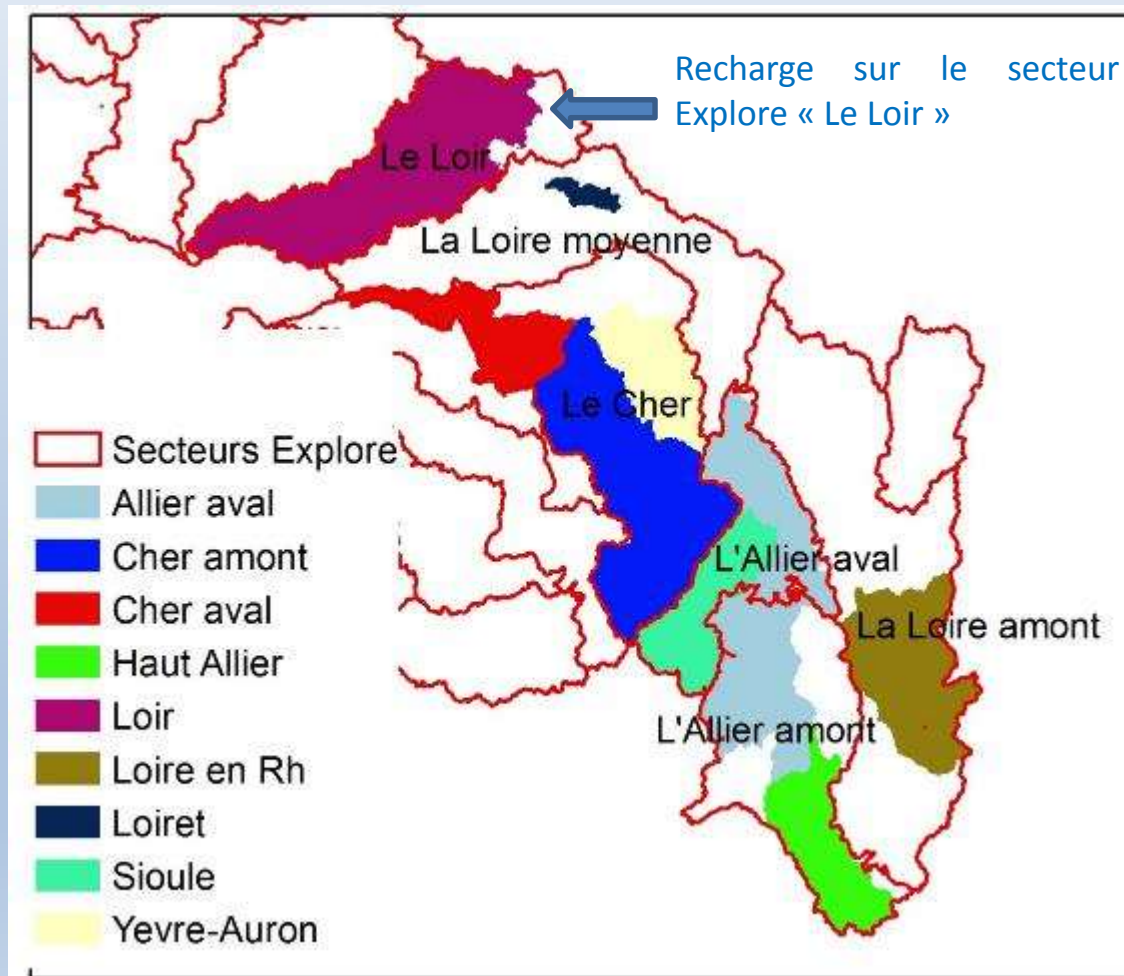 Recharge sur le secteur
Explore « Le Loir »
Le Loir
La Loire moyenne
Le Cher
L'Allier aval
La Loire amont
L'Allier amont
Secteurs Explore
Allier aval
Cher amont
Cher aval
Haut Allier
Loir
Loire en Rh
Loiret
Sioule
Yevre-Auron